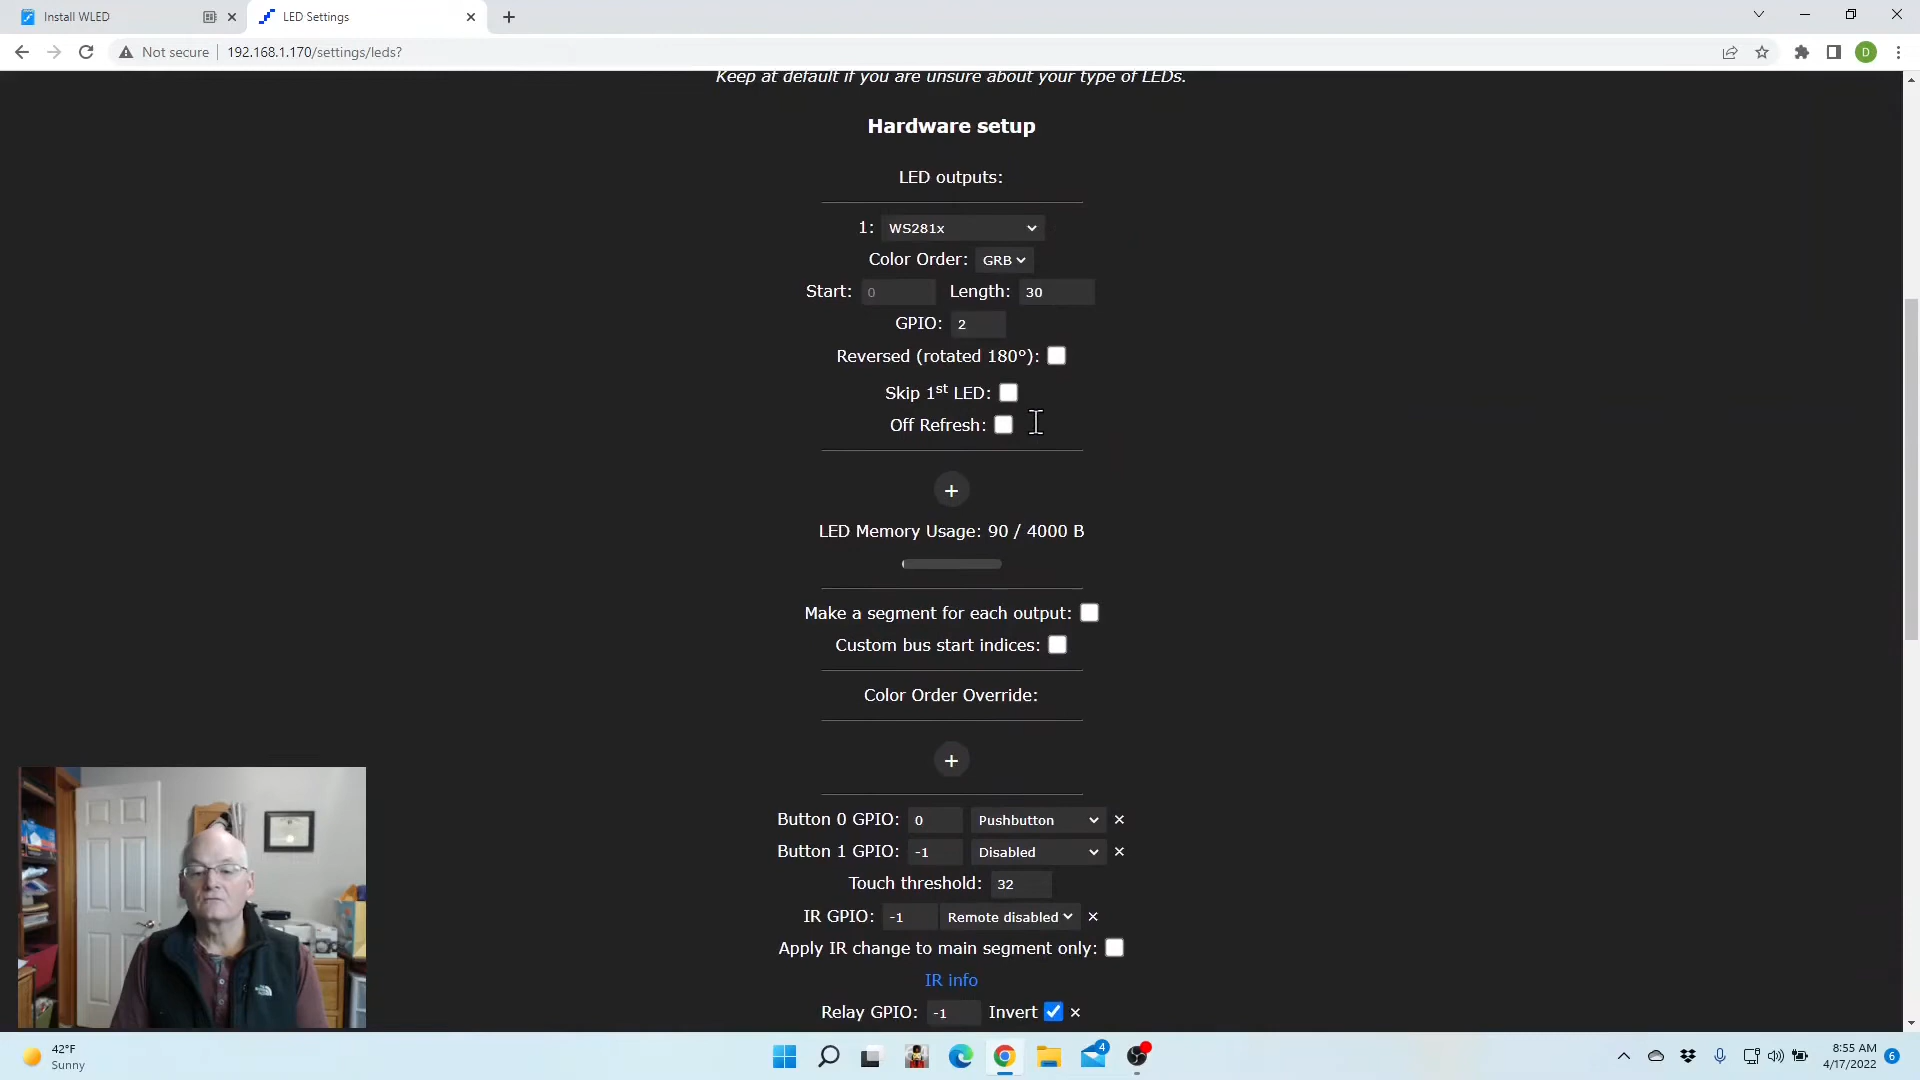 Install WLED
LED Settings
Not secure
192.168.1.170/settings/leds?
D
Keep at default if you are unsure about your type of LEDs.
Hardware setup
LED outputs:
1: WS281x
Color Order: GRB
Start: 0 Length: 30
GPIO: 2
Reversed (rotated 180°):
Skip 1st LED:
Off Refresh:
+
LED Memory Usage: 90 / 4000 B
Make a segment for each output:
Custom bus start indices:
Color Order Override:
+
Button 0 GPIO: 0 Pushbutton ×
Button 1 GPIO: -1 Disabled ×
Touch threshold: 32
IR GPIO: -1 Remote disabled ×
Apply IR change to main segment only:
IR info
Relay GPIO: -1 Invert ×
42°F
Sunny
4
8:55 AM
4/17/2022
6